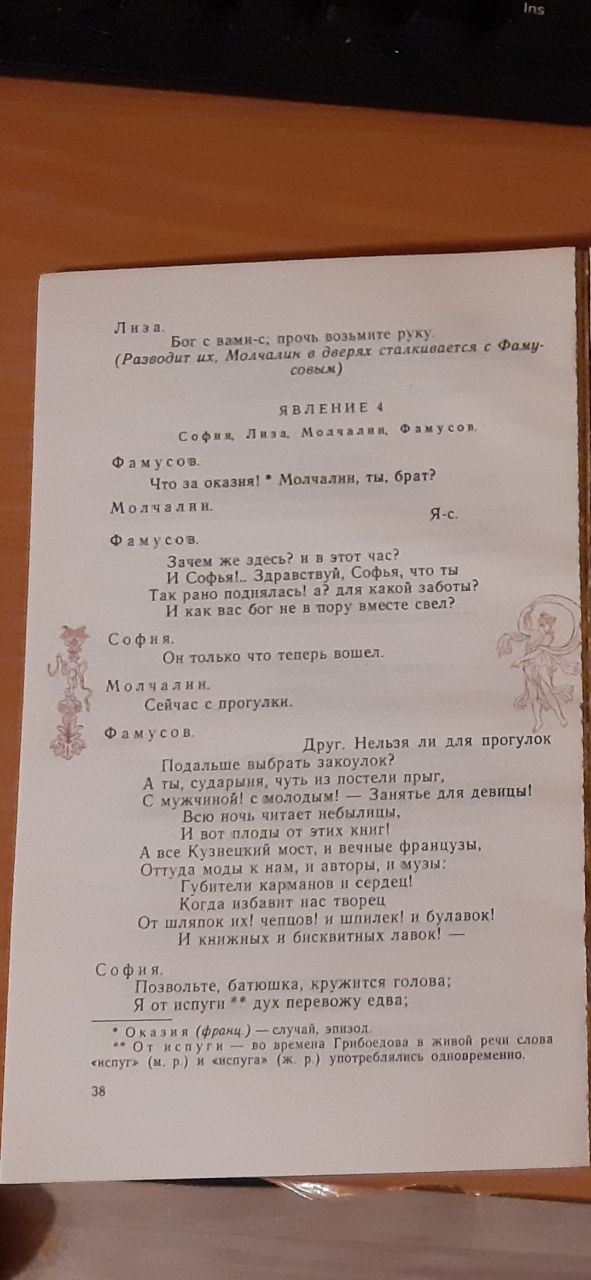 Ins
Лиза.
Бог с вами-с; прочь возьмите руку.
(Разводит их, Молчалин в дверях сталкивается с Фаму-
совым)
ЯВЛЕНИЕ 4
София, Лиза, Молчалин, Фамусов.
Фамусов.
Что за оказия! * Молчалин, ты, брат?
Молчалин.
Я-с.
Фамусов.
Зачем же здесь? и в этот час?
И Софья!.. Здравствуй, Софья, что ты
Так рано поднялась! а? для какой заботы?
И как вас бог не в пору вместе свел?
София.
Он только что теперь вошел.
Молчалин.
Сейчас с прогулки.
Фамусов.
Друг. Нельзя ли для прогулок
Подальше выбрать закоулок?
А ты, сударыня, чуть из постели прыг,
С мужчиной! с молодым! — Занятье для девицы!
Всю ночь читает небылицы,
И вот плоды от этих книг!
А все Кузнецкий мост, и вечные французы,
Оттуда моды к нам, и авторы, и музы:
Губители карманов и сердец!
Когда избавит нас творец
От шляпок их! чепцов! и шпилек! и булавок!
И книжных и бисквитных лавок! —
София.
Позвольте, батюшка, кружится голова;
Я от испуги ** дух перевожу едва;
* Оказия (франц.) — случай, эпизод.
** От испуги — во времена Грибоедова в живой речи слова
«испуг» (м. р.) и «испуга» (ж. р.) употреблялись одновременно.
38